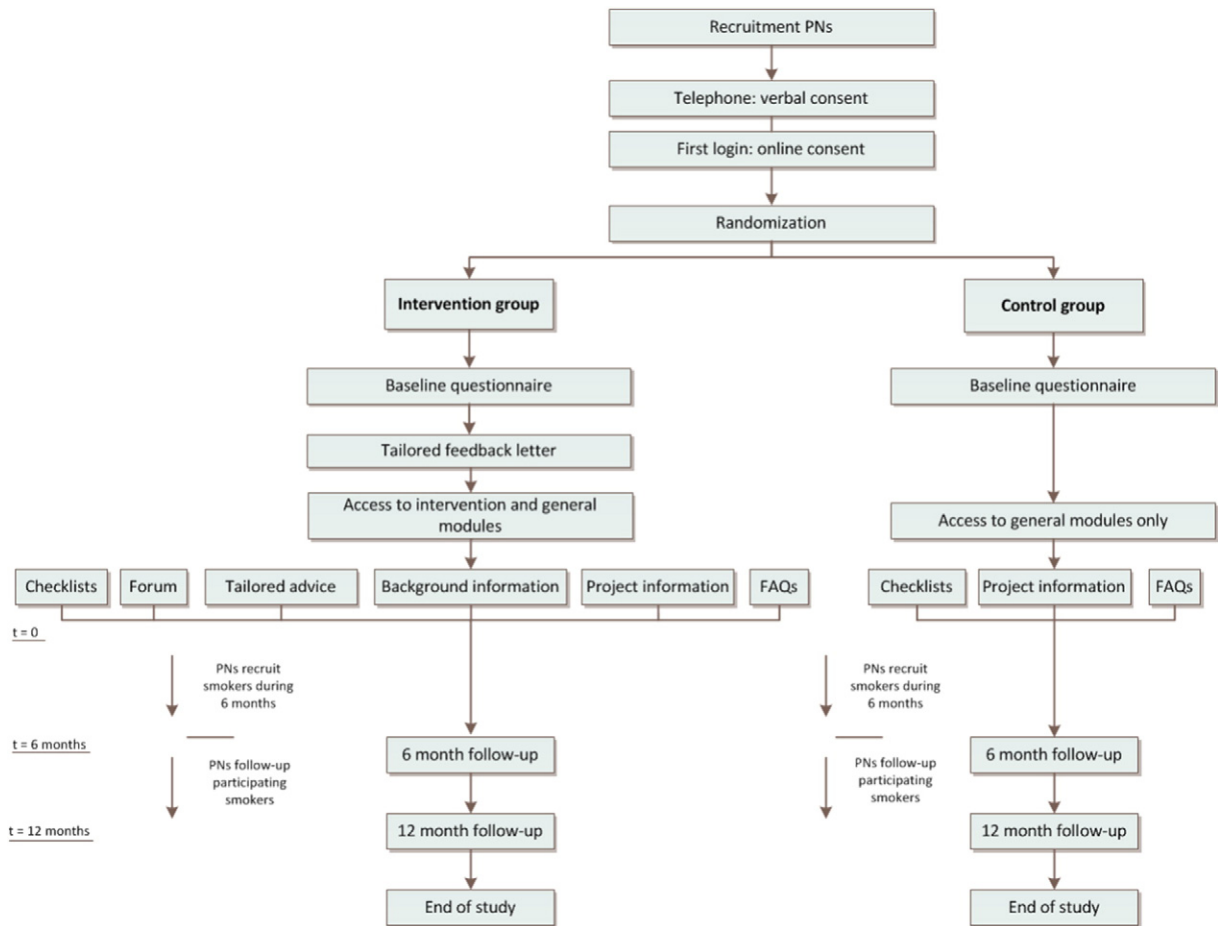 Recruitment PNs
Telephone: verbal consent
First login: online consent
Randomization
Intervention group
Control group
Baseline questionnaire
Baseline questionnaire
Tailored feedback letter
Access to intervention and general
modules
Access to general modules only
Checklists
Forum
Tailored advice
Background information
Project information
FAQs
Checklists
Project information
FAQs
t = 0
PNs recruit
smokers during
6 months
PNs recruit
smokers during
6 months
t = 6 months
6 month follow-up
6 month follow-up
PNs follow-up
participating
smokers
PNs follow-up
participating
smokers
t = 12 months
12 month follow-up
12 month follow-up
End of study
End of study